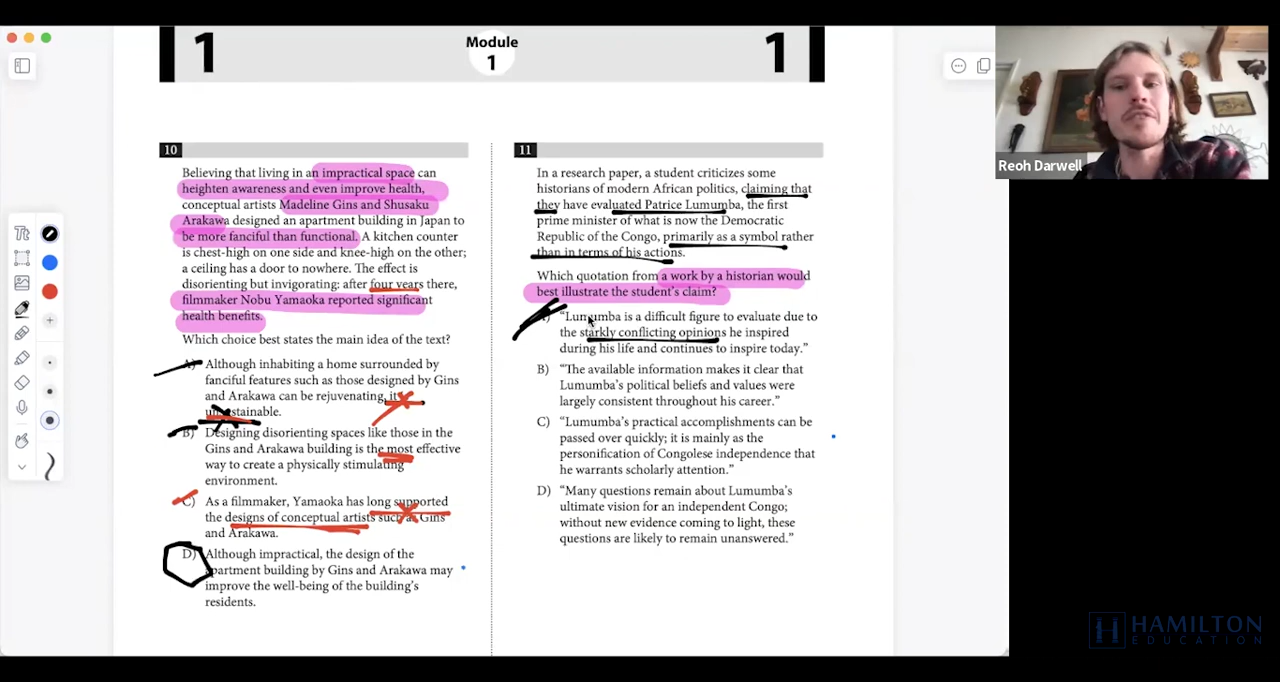 1
Module
1
1
Reoh Darwell
10
Believing that living in an impractical space can
heighten awareness and even improve health,
conceptual artists Madeline Gins and Shusaku
Arakawa designed an apartment building in Japan to
be more fanciful than functional. A kitchen counter
is chest-high on one side and knee-high on the other;
a ceiling has a door to nowhere. The effect is
disorienting but invigorating: after four years there,
filmmaker Nobu Yamaoka reported significant
health benefits.
Which choice best states the main idea of the text?
A) Although inhabiting a home surrounded by
fanciful features such as those designed by Gins
and Arakawa can be rejuvenating, it is
unsustainable.
B) Designing disorienting spaces like those in the
Gins and Arakawa building is the most effective
way to create a physically stimulating
environment.
C) As a filmmaker, Yamaoka has long supported
the designs of conceptual artists such as Gins
and Arakawa.
D) Although impractical, the design of the
apartment building by Gins and Arakawa may
improve the well-being of the building's
residents.
11
In a research paper, a student criticizes some
historians of modern African politics, claiming that
they have evaluated Patrice Lumumba, the first
prime minister of what is now the Democratic
Republic of the Congo, primarily as a symbol rather
than in terms of his actions.
Which quotation from a work by a historian would
best illustrate the student's claim?
"Lumumba is a difficult figure to evaluate due to
the starkly conflicting opinions he inspired
during his life and continues to inspire today."
B) "The available information makes it clear that
Lumumba's political beliefs and values were
largely consistent throughout his career."
C) "Lumumba's practical accomplishments can be
passed over quickly; it is mainly as the
personification of Congolese independence that
he warrants scholarly attention."
D) "Many questions remain about Lumumba's
ultimate vision for an independent Congo;
without new evidence coming to light, these
questions are likely to remain unanswered."
HAMILTON
EDUCATION